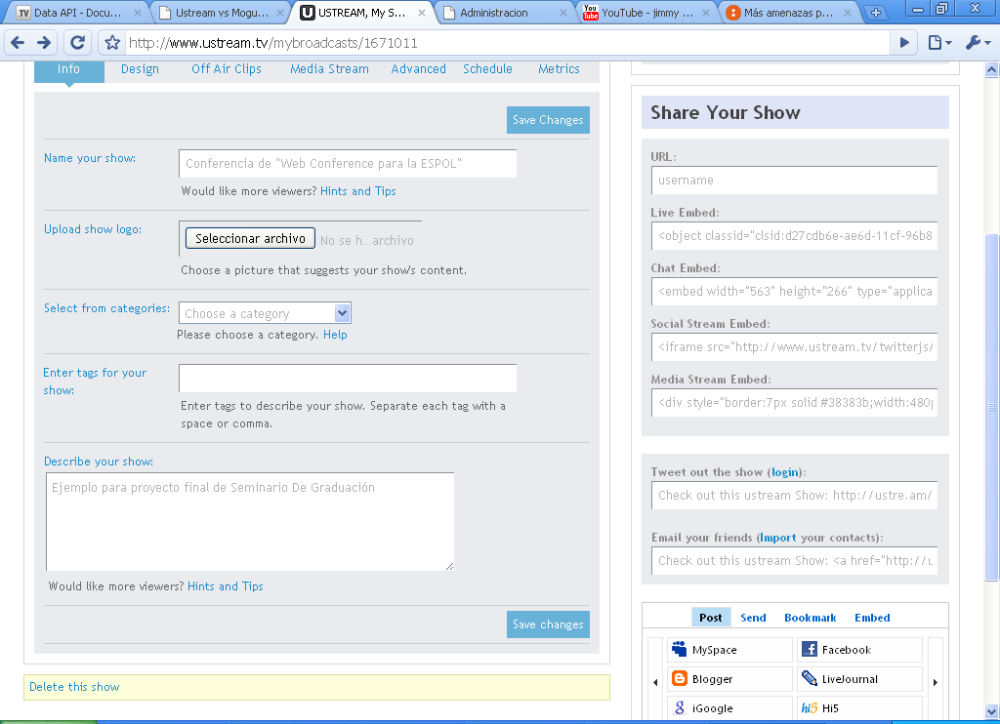 Data API - Docu...
Ustream vs Mogu...
USTREAM, My S...
Administracion
YouTube - jimmy ...
Más amenazas p...
http://www.ustream.tv/mybroadcasts/1671011
Info
Design
Off Air Clips
Media Stream
Advanced
Schedule
Metrics
Save Changes
Name your show:
Conferencia de "Web Conference para la ESPOL"
Would like more viewers? Hints and Tips
Upload show logo:
Seleccionar archivo
No se h...archivo
Choose a picture that suggests your show's content.
Select from categories:
Choose a category
Please choose a category. Help
Enter tags for your
show:
Enter tags to describe your show. Separate each tag with a
space or comma.
Describe your show:
Ejemplo para proyecto final de Seminario De Graduación
Would like more viewers? Hints and Tips
Save changes
Delete this show
Share Your Show
URL:
username
Live Embed:
<object classid="clsid:d27cdb6e-ae6d-11cf-96b8
Chat Embed:
<embed width="563" height="266" type="applica
Social Stream Embed:
<iframe src="http://www.ustream.tv/twitterjs/
Media Stream Embed:
<div style="border:7px solid #38383b;width:480p
Tweet out the show (login):
Check out this ustream Show: http://ustre.am/
Email your friends (Import your contacts):
Check out this ustream Show: <a href="http://u
Post
Send
Bookmark
Embed
MySpace
Facebook
Blogger
LiveJournal
iGoogle
hi5 Hi5